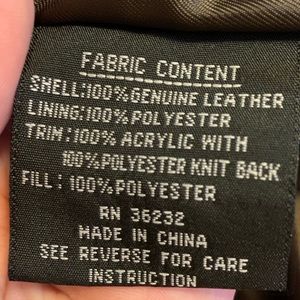 FABRIC CONTENT
SHELL:100%GENUINE LEATHER
LINING:100%POLYESTER
TRIM:100%ACRYLIC WITH
100%POLYESTER KNIT BACK
FILL:100%POLYESTER
RN 36232
MADE IN CHINA
SEE REVERSE FOR CARE
INSTRUCTION